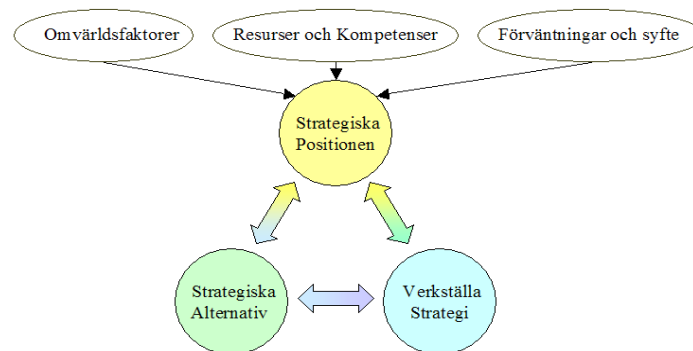 Omvärldsfaktorer
Resurser och Kompetenser
Förväntningar och syfte
Strategiska
Positionen
Strategiska
Alternativ
Verkställa
Strategi